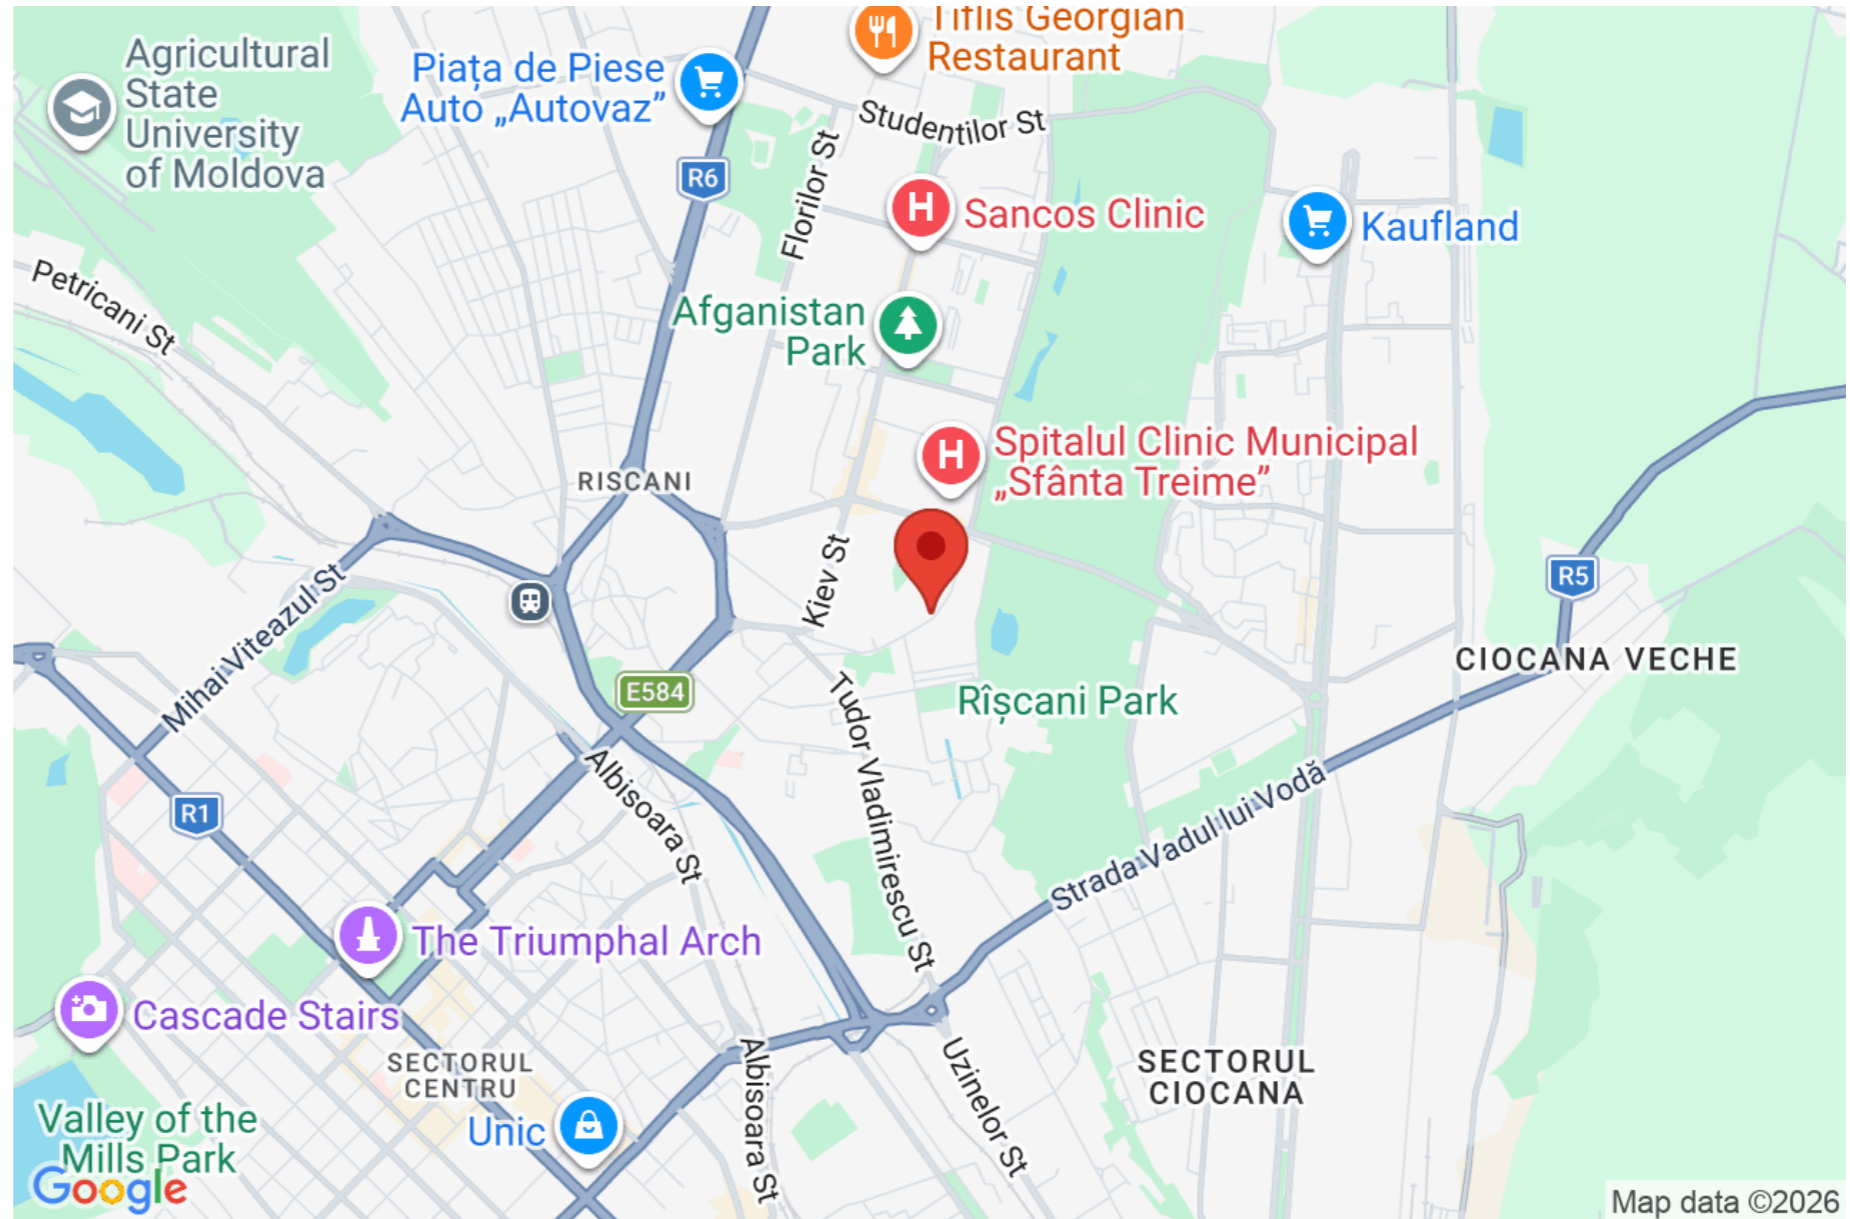 Tiflis Georgian
Restaurant
Agricultural
State
University
of Moldova
Piața de Piese
Auto „Autovaz”
Studentilor St
Florilor St
R6
H
Sancos Clinic
Kaufland
Petricani St
Afganistan
Park
H
Spitalul Clinic Municipal
„Sfânta Treime”
RISCANI
Kiev St
R5
Mihai Viteazul St
CIOCANA VECHE
E584
Rîșcani Park
Tudor Vladimirescu St
Albisoara St
R1
Strada Vadul lui Vodă
The Triumphal Arch
Cascade Stairs
SECTORUL
CENTRU
Albisoara St
Uzinelor St
SECTORUL
CIOCANA
Valley of the
Mills Park
Unic
Google
Map data ©2026